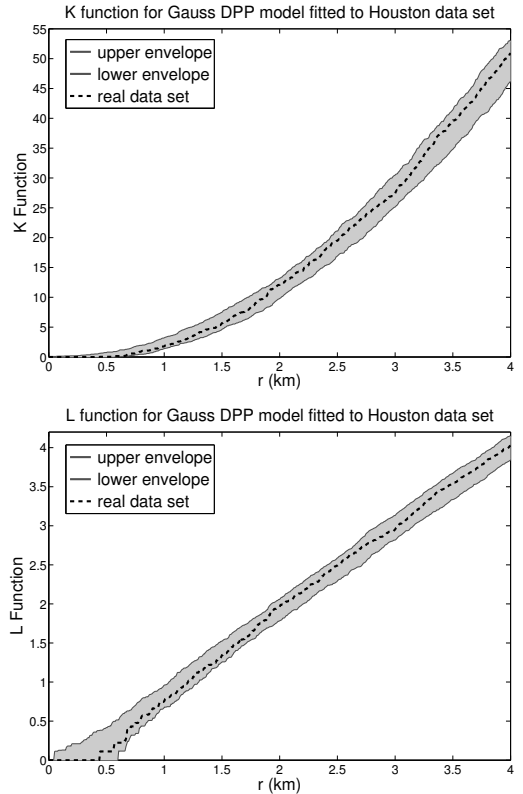 K function for Gauss DPP model fitted to Houston data set
55
50
45
40
35
30
25
20
15
10
5
0
K Function
upper envelope
lower envelope
real data set
0 0.5 1 1.5 2 2.5 3 3.5 4
r (km)
L function for Gauss DPP model fitted to Houston data set
4
3.5
3
2.5
2
1.5
1
0.5
0
L Function
upper envelope
lower envelope
real data set
0 0.5 1 1.5 2 2.5 3 3.5 4
r (km)